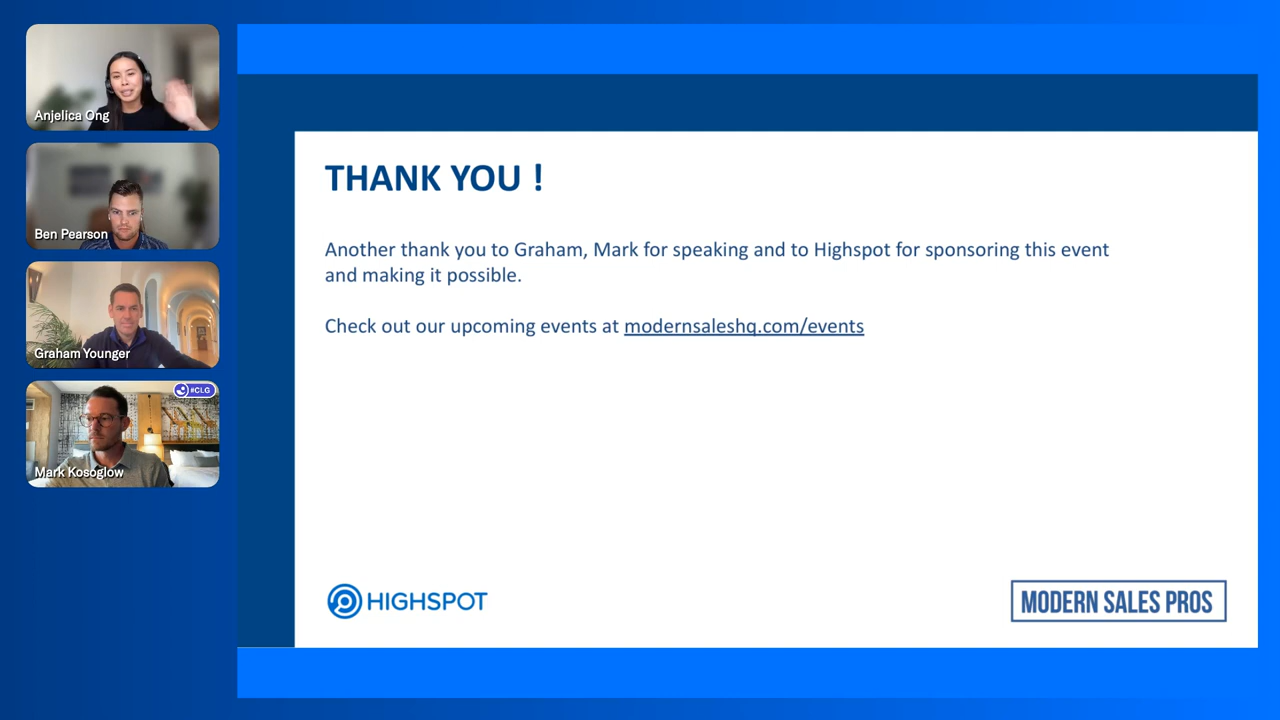 Anjelica Ong
Ben Pearson
Graham Younger
#CLG
Mark Kosoglow
THANK YOU !
Another thank you to Graham, Mark for speaking and to Highspot for sponsoring this event
and making it possible.
Check out our upcoming events at modernsaleshq.com/events
HIGHSPOT
MODERN SALES PROS